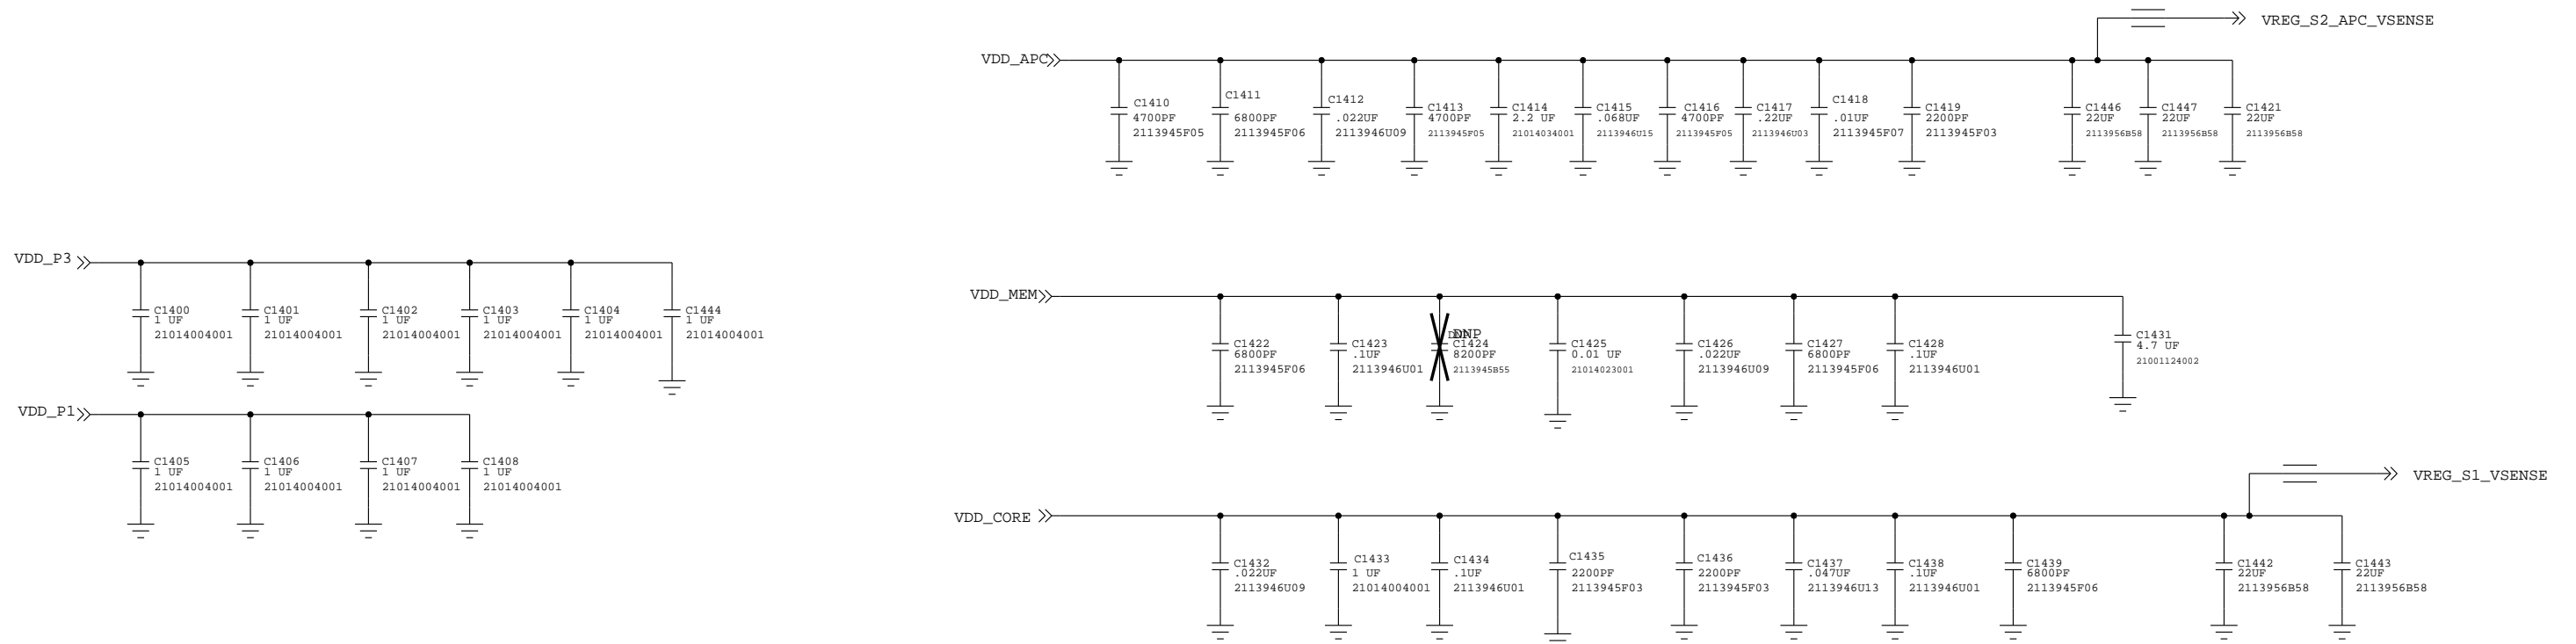 VREG_S2_APC_VSENSE
VDD_APC
C1410
4700PF
2113945F05
C1411
6800PF
2113945F06
C1412
.022UF
2113946U09
C1413
4700PF
2113945F05
C1414
2.2 UF
21014034001
C1415
.068UF
2113946U15
C1416
4700PF
2113945F05
C1417
.22UF
2113946U03
C1418
.01UF
2113945F07
C1419
2200PF
2113945F03
C1446
22UF
2113956B58
C1447
22UF
2113956B58
C1421
22UF
2113956B58
VDD_P3
C1400
1 UF
21014004001
C1401
1 UF
21014004001
C1402
1 UF
21014004001
C1403
1 UF
21014004001
C1404
1 UF
21014004001
C1444
1 UF
21014004001
VDD_MEM
C1422
6800PF
2113945F06
C1423
.1UF
2113946U01
DNP
C1424
8200PF
2113945B55
C1425
0.01 UF
21014023001
C1426
.022UF
2113946U09
C1427
6800PF
2113945F06
C1428
.1UF
2113946U01
C1431
4.7 UF
21001124002
VDD_P1
C1405
1 UF
21014004001
C1406
1 UF
21014004001
C1407
1 UF
21014004001
C1408
1 UF
21014004001
VREG_S1_VSENSE
VDD_CORE
C1432
.022UF
2113946U09
C1433
1 UF
21014004001
C1434
.1UF
2113946U01
C1435
2200PF
2113945F03
C1436
2200PF
2113945F03
C1437
.047UF
2113946U13
C1438
.1UF
2113946U01
C1439
6800PF
2113945F06
C1442
22UF
2113956B58
C1443
22UF
2113956B58